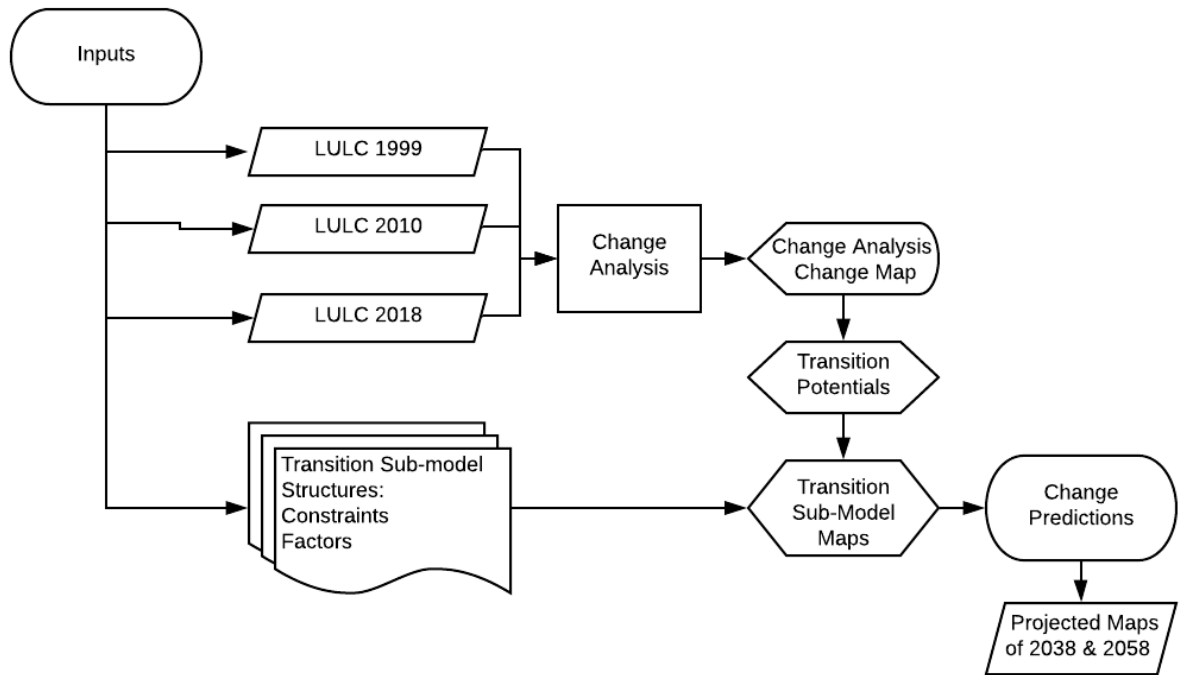 Inputs
LULC 1999
LULC 2010
LULC 2018
Change
Analysis
Change Analysis
Change Map
Transition
Potentials
Transition Sub-model
Structures:
Constraints
Factors
Transition
Sub-Model
Maps
Change
Predictions
Projected Maps
of 2038 & 2058